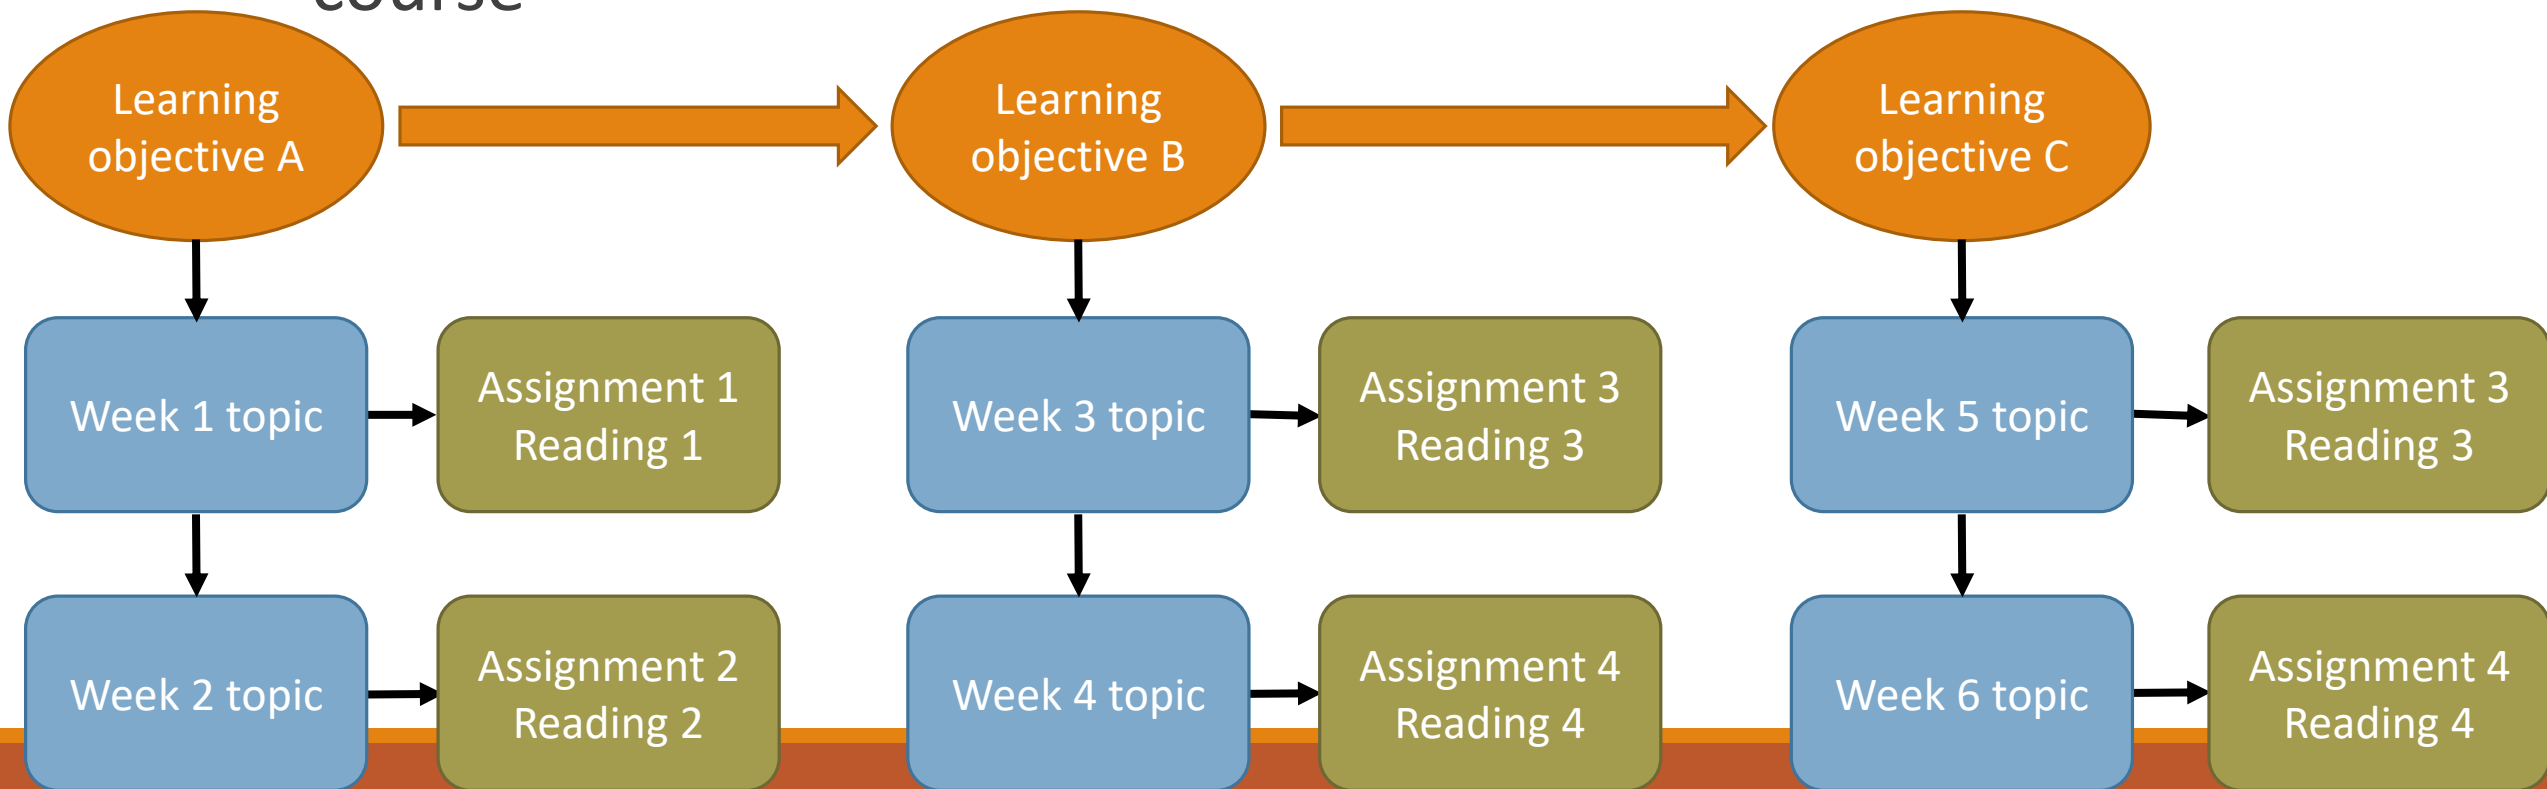 course
Learning
objective A
Learning
objective B
Learning
objective C
Week 1 topic
Assignment 1
Reading 1
Week 3 topic
Assignment 3
Reading 3
Week 5 topic
Assignment 3
Reading 3
Week 2 topic
Assignment 2
Reading 2
Week 4 topic
Assignment 4
Reading 4
Week 6 topic
Assignment 4
Reading 4